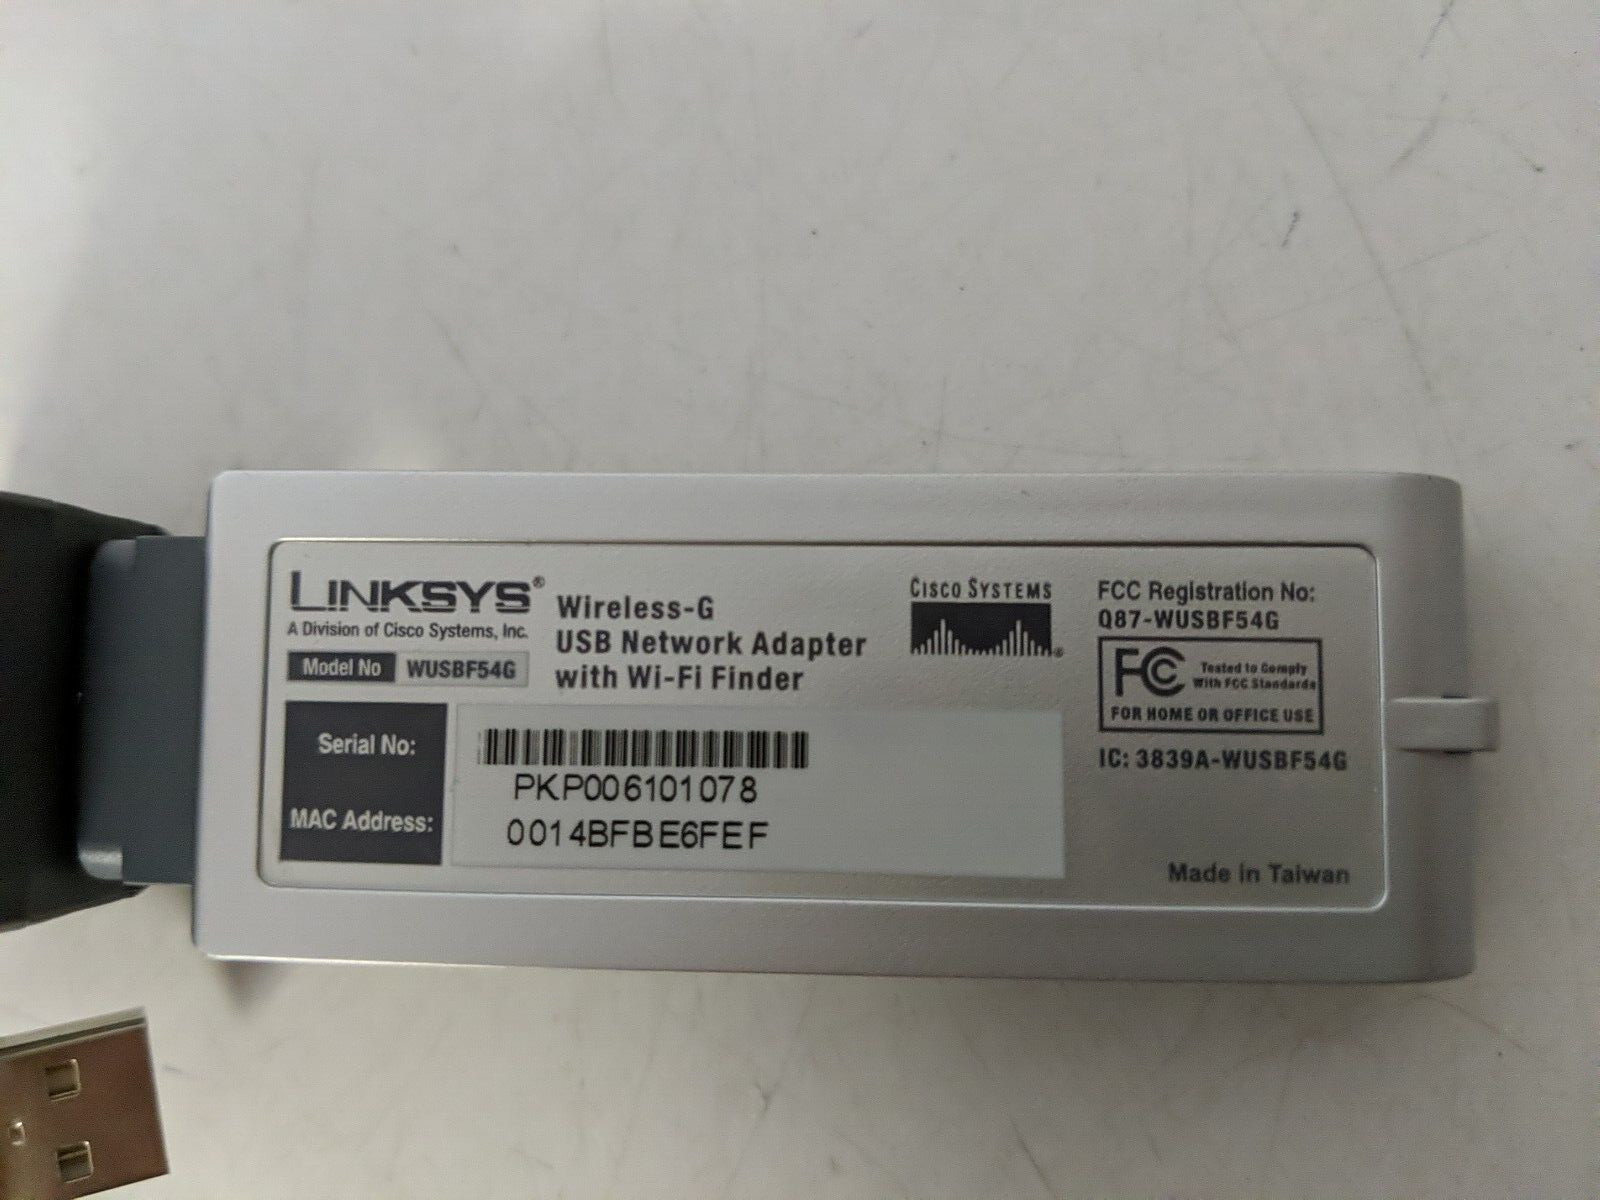 LINKSYS®
A Division of Cisco Systems, Inc.
Model No WUSBF54G
Wireless-G
USB Network Adapter
with Wi-Fi Finder
CISCO SYSTEMS
®
FCC Registration No:
Q87-WUSBF54G
FC Tested to Comply
With FCC Standards
FOR HOME OR OFFICE USE
IC: 3839A-WUSBF54G
Serial No:
PKP006101078
MAC Address:
0014BFBE6FEF
Made in Taiwan